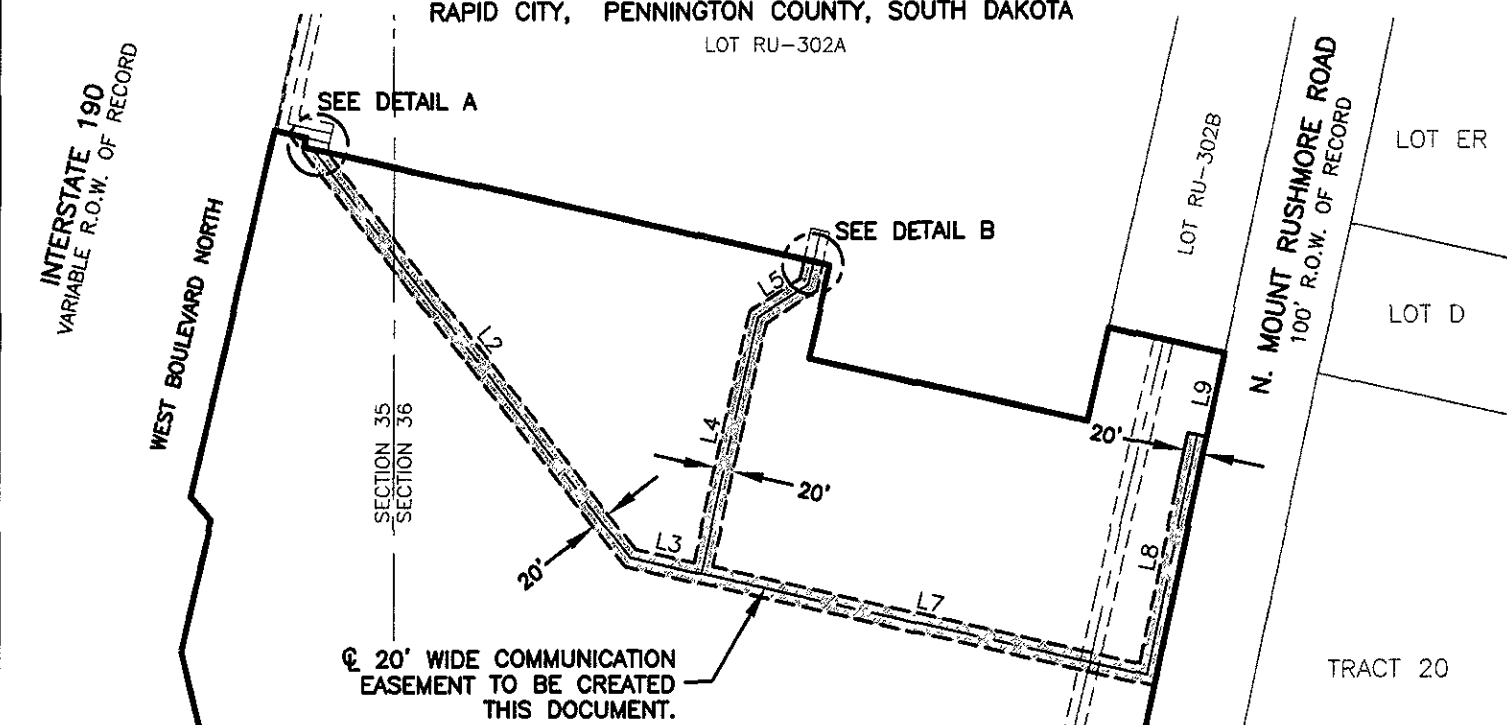 RAPID CITY, PENNINGTON COUNTY, SOUTH DAKOTA
LOT RU-302A
INTERSTATE 190
VARIABLE R.O.W. OF RECORD
SEE DETAIL A
WEST BOULEVARD NORTH
SEE DETAIL B
LOT RU-302B
N. MOUNT RUSHMORE ROAD
100' R.O.W. OF RECORD
LOT ER
LOT D
L5
L2
L4
L9
20'
20'
SECTION 35
SECTION 36
20'
L3
L7
L8
℄ 20' WIDE COMMUNICATION
EASEMENT TO BE CREATED
THIS DOCUMENT.
TRACT 20